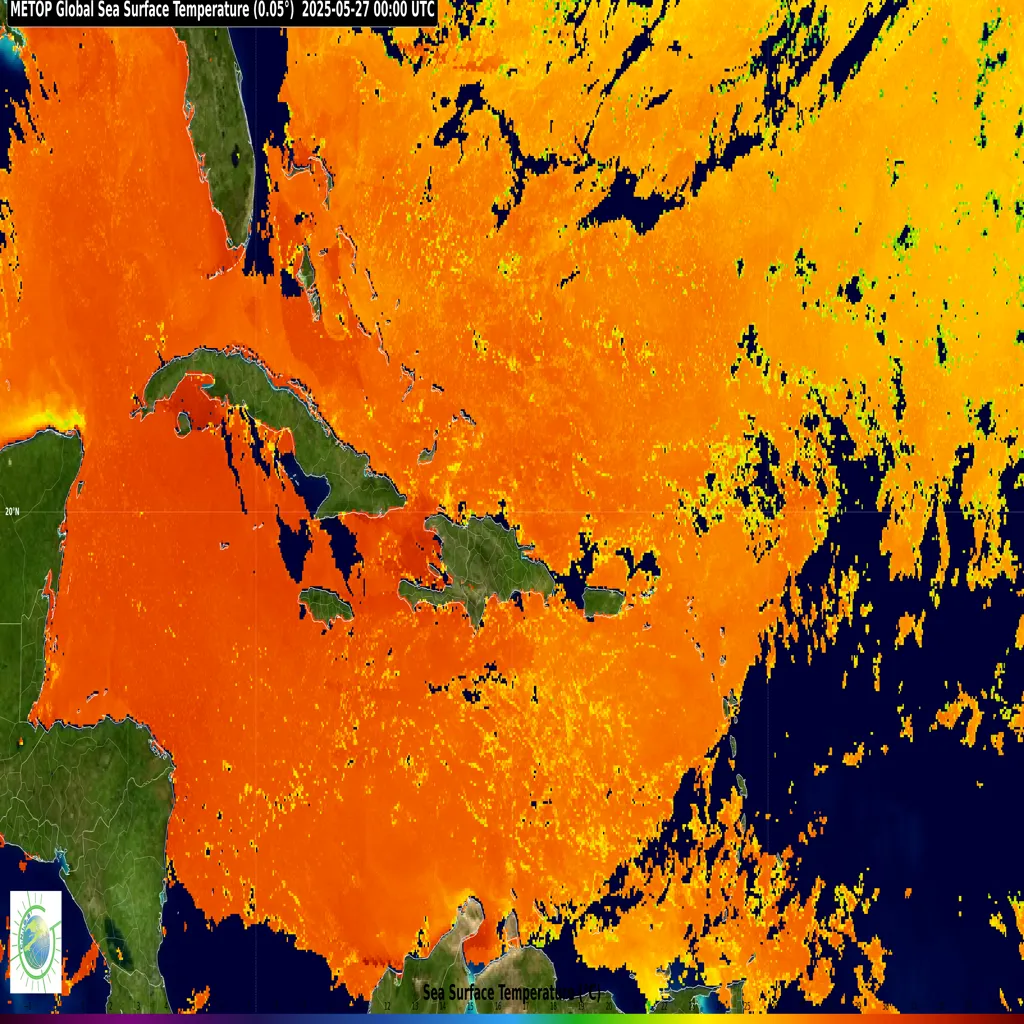 METOP Global Sea Surface Temperature (0.05°)  2025-05-27 00:00 UTC
20°N
Sea Surface Temperature (°C)